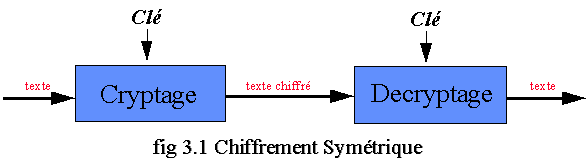 Clé
Clé
texte
Cryptage
texte chiffré
Decryptage
texte
fig 3.1 Chiffrement Symétrique